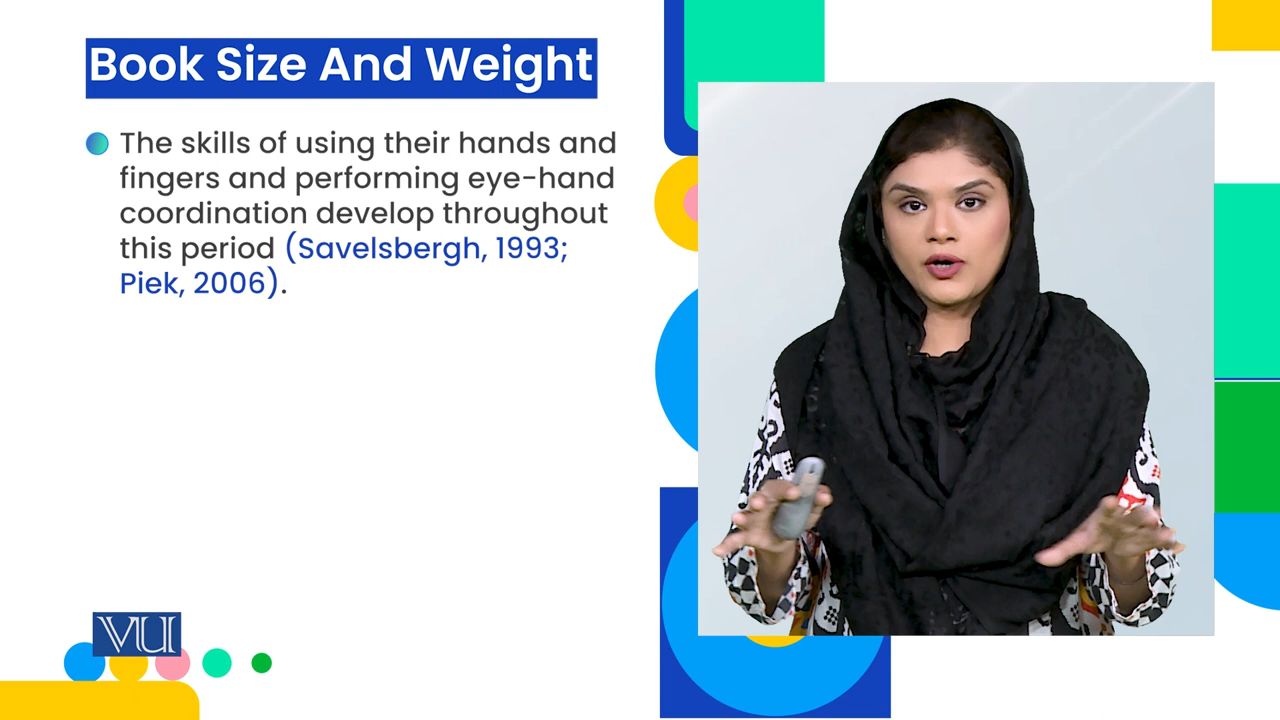 Book Size And Weight
The skills of using their hands and
fingers and performing eye-hand
coordination develop throughout
this period (Savelsbergh, 1993;
Piek, 2006).
VU